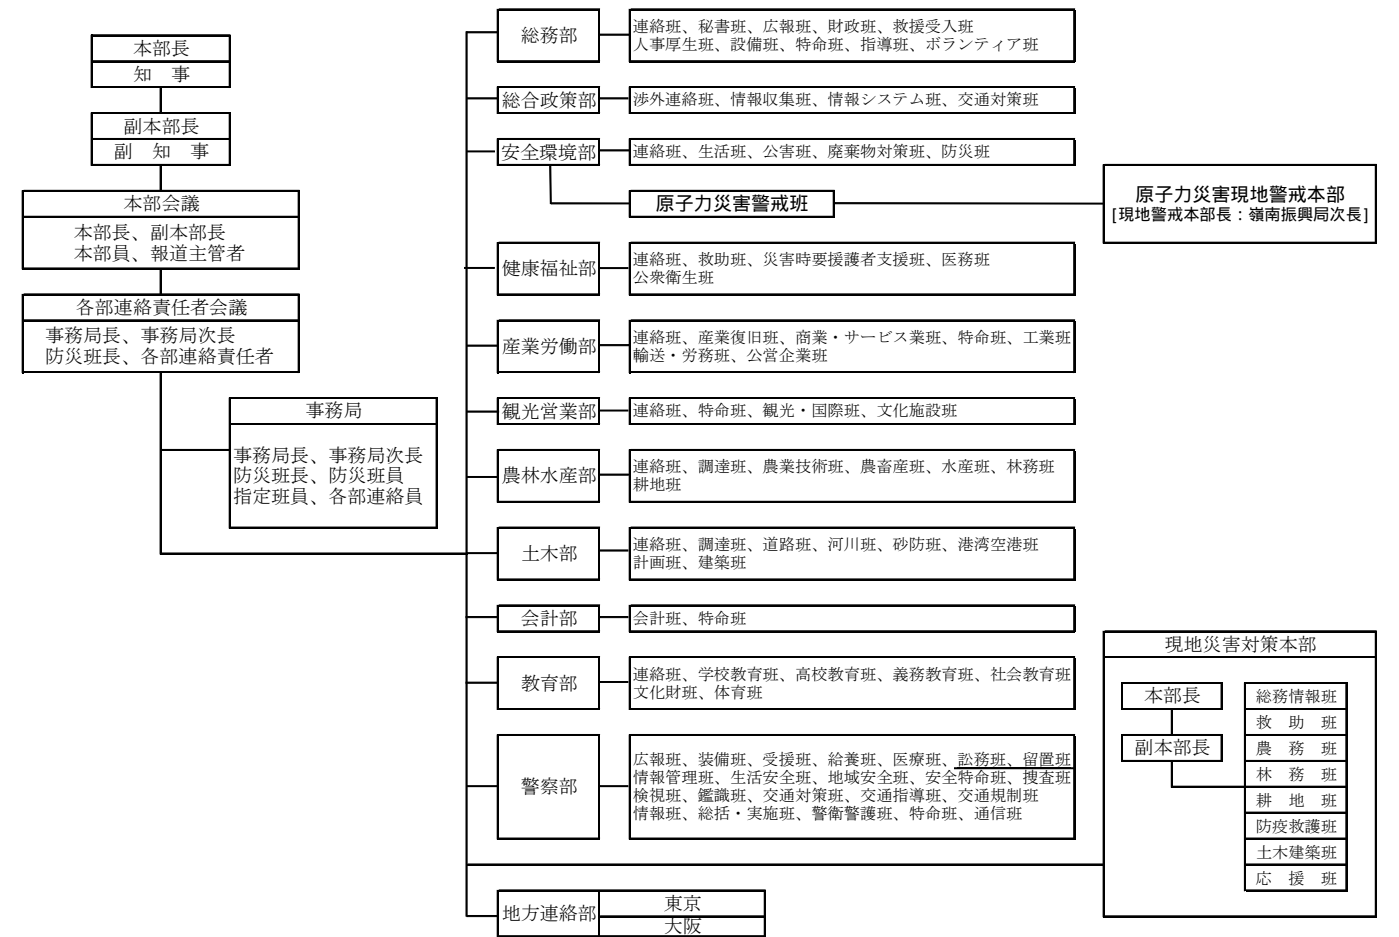 本部長
知　事
副本部長
副　知　事
本部会議
本部長、副本部長
本部員、報道主管者
各部連絡責任者会議
事務局長、事務局次長
防災班長、各部連絡責任者
事務局
事務局長、事務局次長
防災班長、防災班員
指定班員、各部連絡員
総務部
連絡班、秘書班、広報班、財政班、救援受入班
人事厚生班、設備班、特命班、指導班、ボランティア班
総合政策部
渉外連絡班、情報収集班、情報システム班、交通対策班
安全環境部
連絡班、生活班、公害班、廃棄物対策班、防災班
原子力災害警戒班
原子力災害現地警戒本部
[現地警戒本部長：嶺南振興局次長]
健康福祉部
連絡班、救助班、災害時要援護者支援班、医務班
公衆衛生班
産業労働部
連絡班、産業復旧班、商業・サービス業班、特命班、工業班
輸送・労務班、公営企業班
観光営業部
連絡班、特命班、観光・国際班、文化施設班
農林水産部
連絡班、調達班、農業技術班、農畜産班、水産班、林務班
耕地班
土木部
連絡班、調達班、道路班、河川班、砂防班、港湾空港班
計画班、建築班
会計部
会計班、特命班
教育部
連絡班、学校教育班、高校教育班、義務教育班、社会教育班
文化財班、体育班
警察部
広報班、装備班、受援班、給養班、医療班、訟務班、留置班
情報管理班、生活安全班、地域安全班、安全特命班、捜査班
検視班、鑑識班、交通対策班、交通指導班、交通規制班
情報班、総括・実施班、警衛警護班、特命班、通信班
地方連絡部
東京
大阪
現地災害対策本部
本部長
副本部長
総務情報班
救　助　班
農　務　班
林　務　班
耕　地　班
防疫救護班
土木建築班
応　援　班